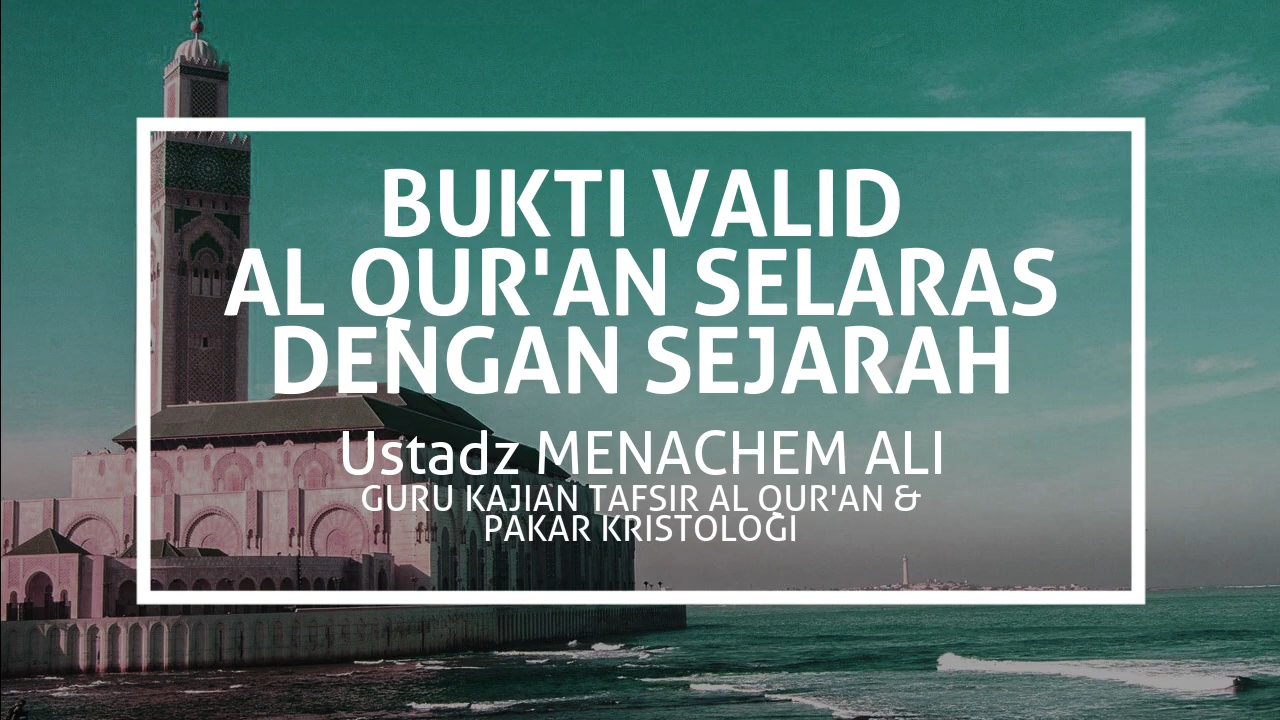 BUKTI VALID
AL QUR'AN SELARAS
DENGAN SEJARAH
Ustadz MENACHEM ALI
GURU KAJIAN TAFSIR AL QUR'AN &
PAKAR KRISTOLOGI